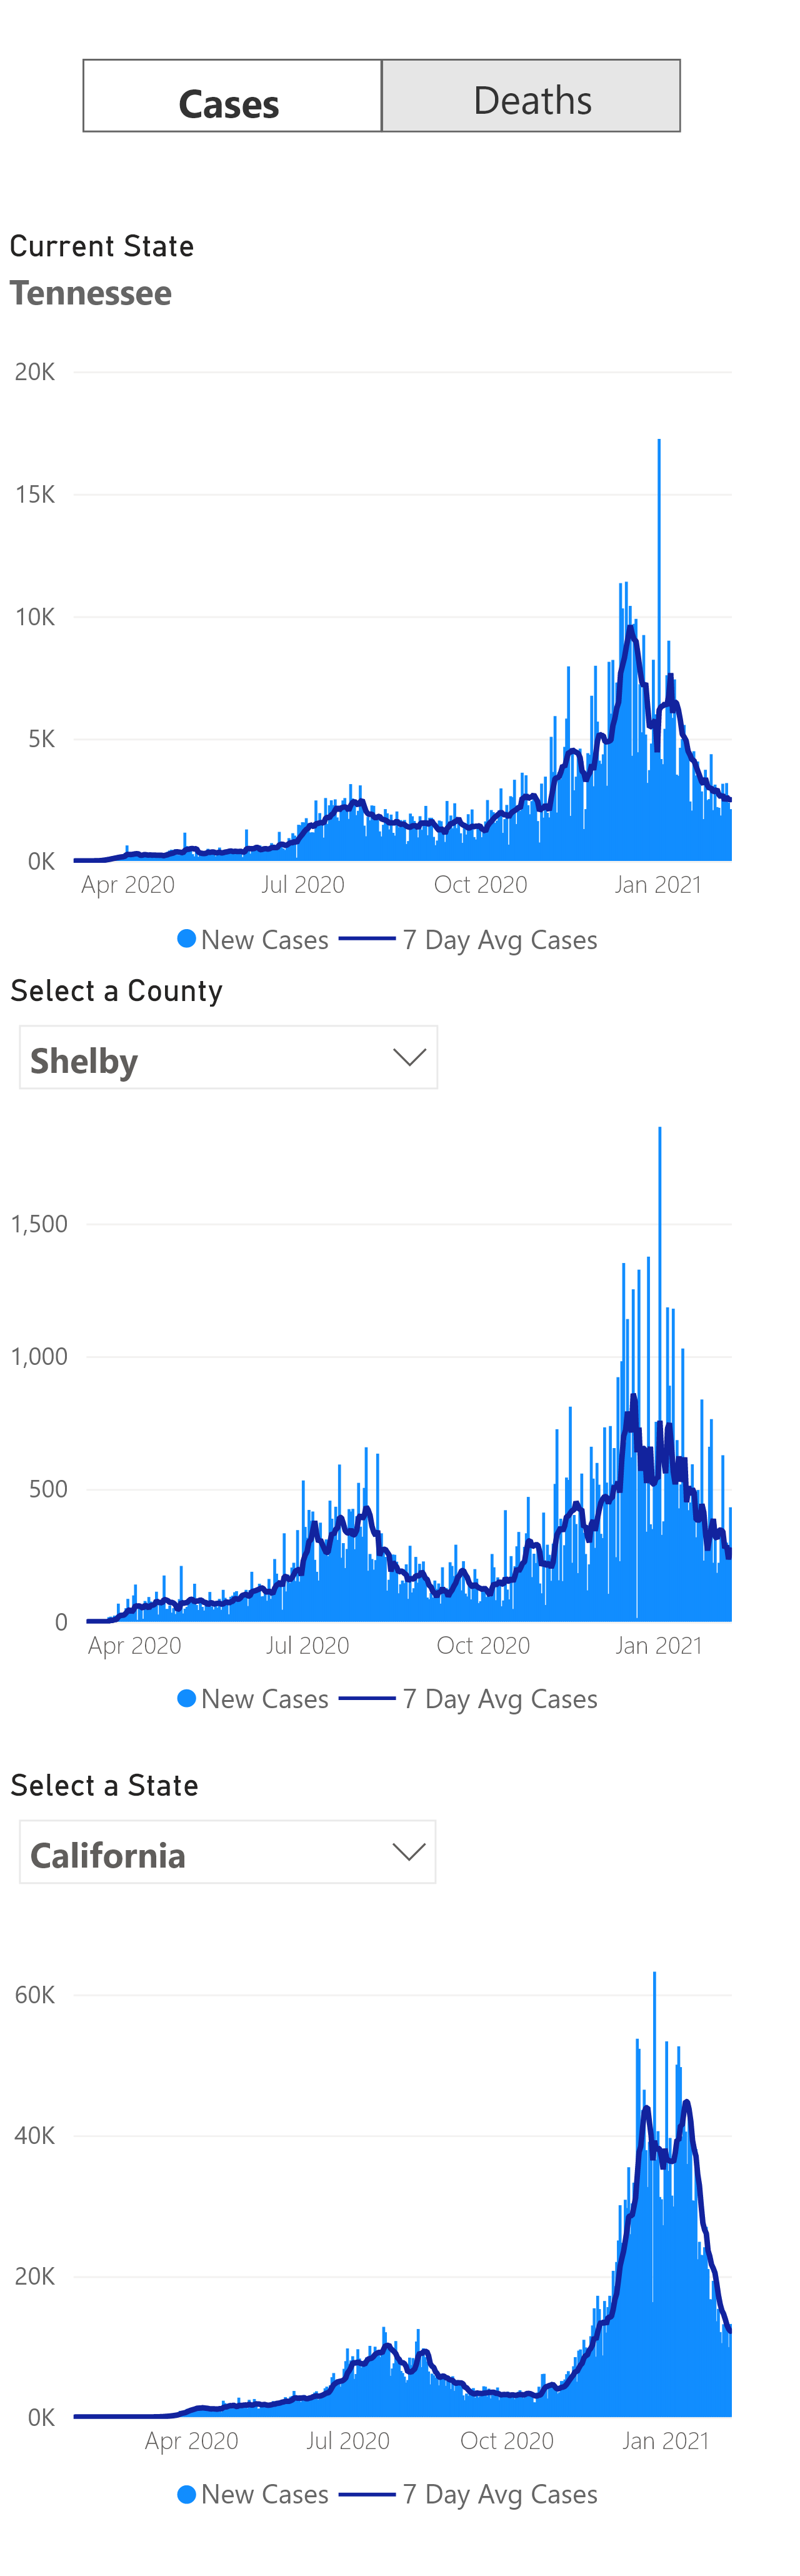 Cases Deaths
Current State
Tennessee
20K
15K
10K
5K
0K
Apr 2020 Jul 2020 Oct 2020 Jan 2021
New Cases 7 Day Avg Cases
Select a County
Shelby
1,500
1,000
500
0
Apr 2020 Jul 2020 Oct 2020 Jan 2021
New Cases 7 Day Avg Cases
Select a State
California
60K
40K
20K
0K
Apr 2020 Jul 2020 Oct 2020 Jan 2021
New Cases 7 Day Avg Cases